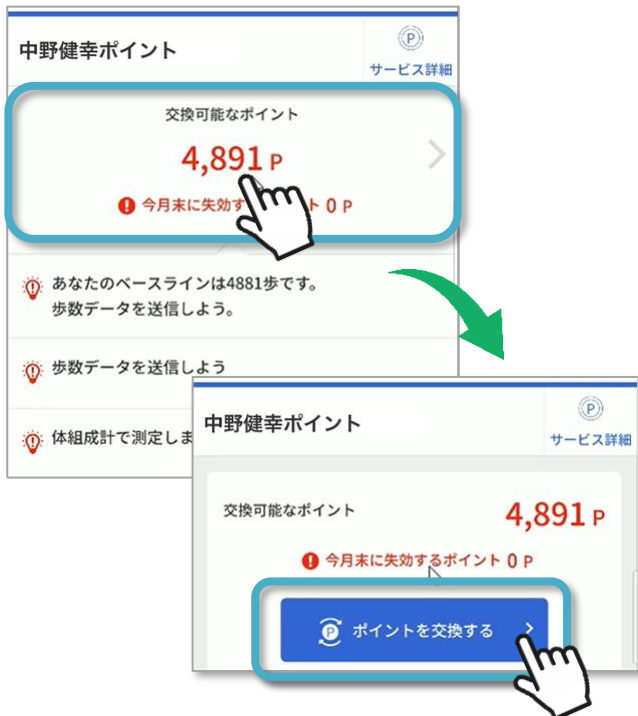 中野健幸ポイント
Ⓟ
サービス詳細
交換可能なポイント
4,891 P
今月末に失効す ト 0 P
あなたのベースラインは4881歩です。
歩数データを送信しよう。
歩数データを送信しよう
体組成計で測定しま
中野健幸ポイント
Ⓟ
サービス詳細
交換可能なポイント
4,891 P
今月末に失効するポイント 0 P
Ⓟ ポイントを交換する